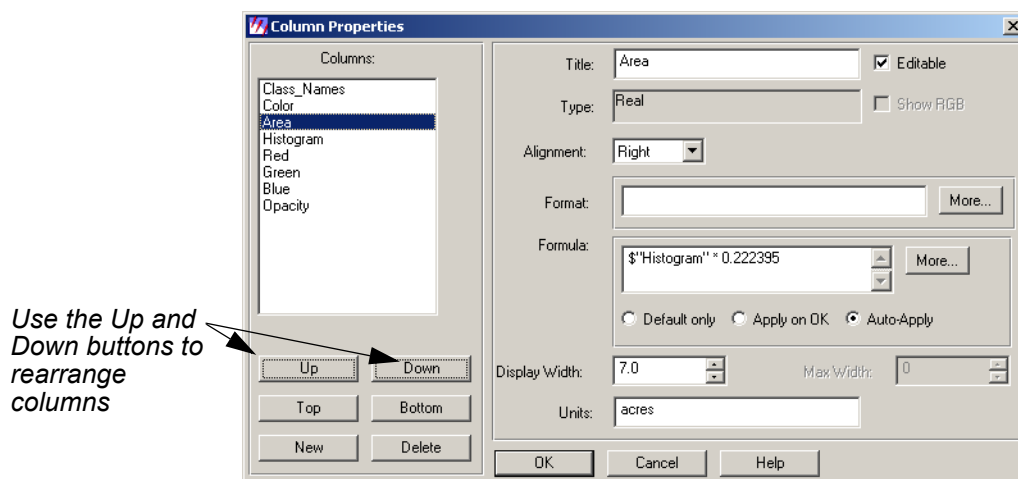 Column Properties
Columns:
Class_Names
Color
Area
Histogram
Red
Green
Blue
Opacity
Up
Down
Top
Bottom
New
Delete
Title:
Area
Editable
Type:
Real
Show RGB
Alignment:
Right
Format:
More...
Formula:
$"Histogram" * 0.222395
More...
Default only
Apply on OK
Auto-Apply
Display Width:
7.0
Max Width:
0
Units:
acres
OK
Cancel
Help
Use the Up and
Down buttons to
rearrange
columns